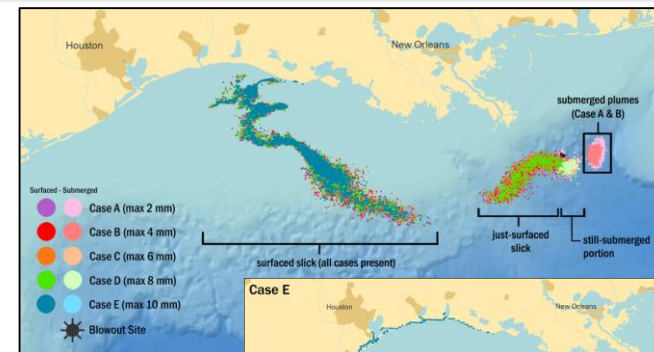 Houston
New Orleans
submerged plumes
(Case A & B)
Surfaced - Submerged
Case A (max 2 mm)
Case B (max 4 mm)
Case C (max 6 mm)
Case D (max 8 mm)
Case E (max 10 mm)
Blowout Site
surfaced slick (all cases present)
just-surfaced
slick
still-submerged
portion
Case E
Houston
New Orleans